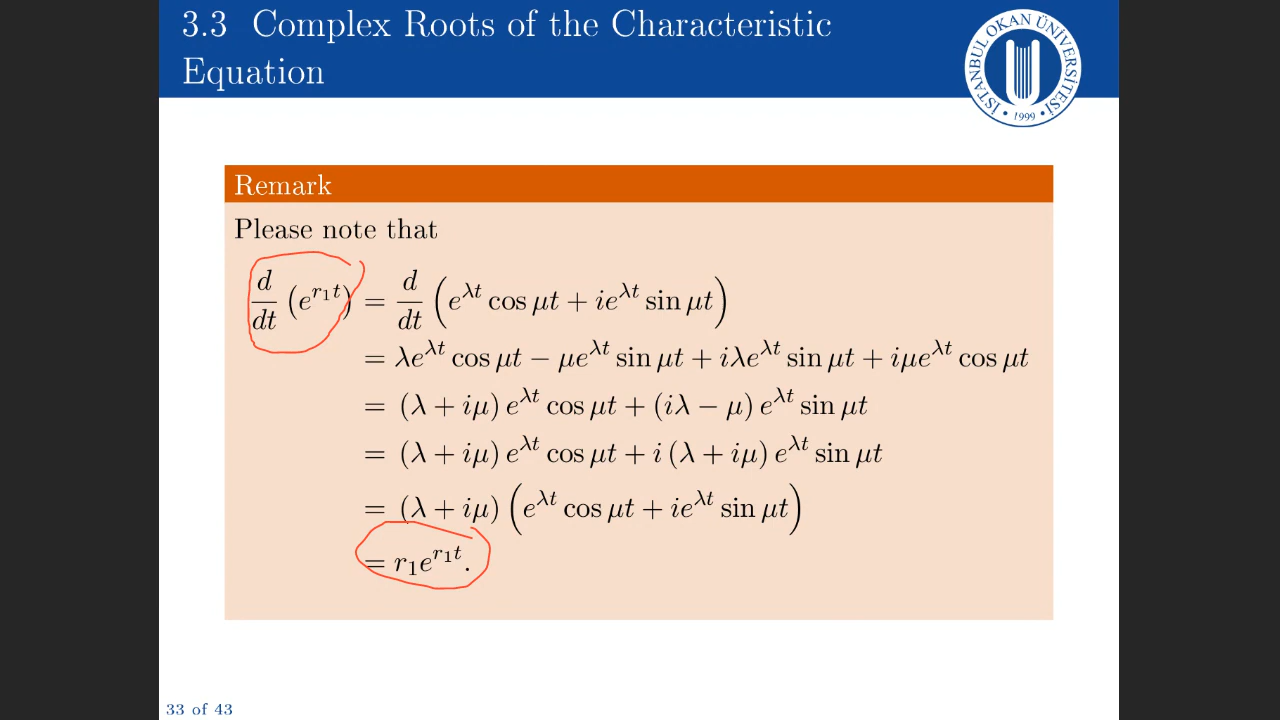 3.3 Complex Roots of the Characteristic
Equation
İSTANBUL OKAN ÜNİVERSİTESİ
• 1999 •
Remark
Please note that
d/dt (e^{r₁t}) = d/dt (e^{λt} cos μt + ie^{λt} sin μt)
= λe^{λt} cos μt − μe^{λt} sin μt + iλe^{λt} sin μt + iμe^{λt} cos μt
= (λ + iμ) e^{λt} cos μt + (iλ − μ) e^{λt} sin μt
= (λ + iμ) e^{λt} cos μt + i (λ + iμ) e^{λt} sin μt
= (λ + iμ) (e^{λt} cos μt + ie^{λt} sin μt)
= r₁e^{r₁t}.
33 of 43